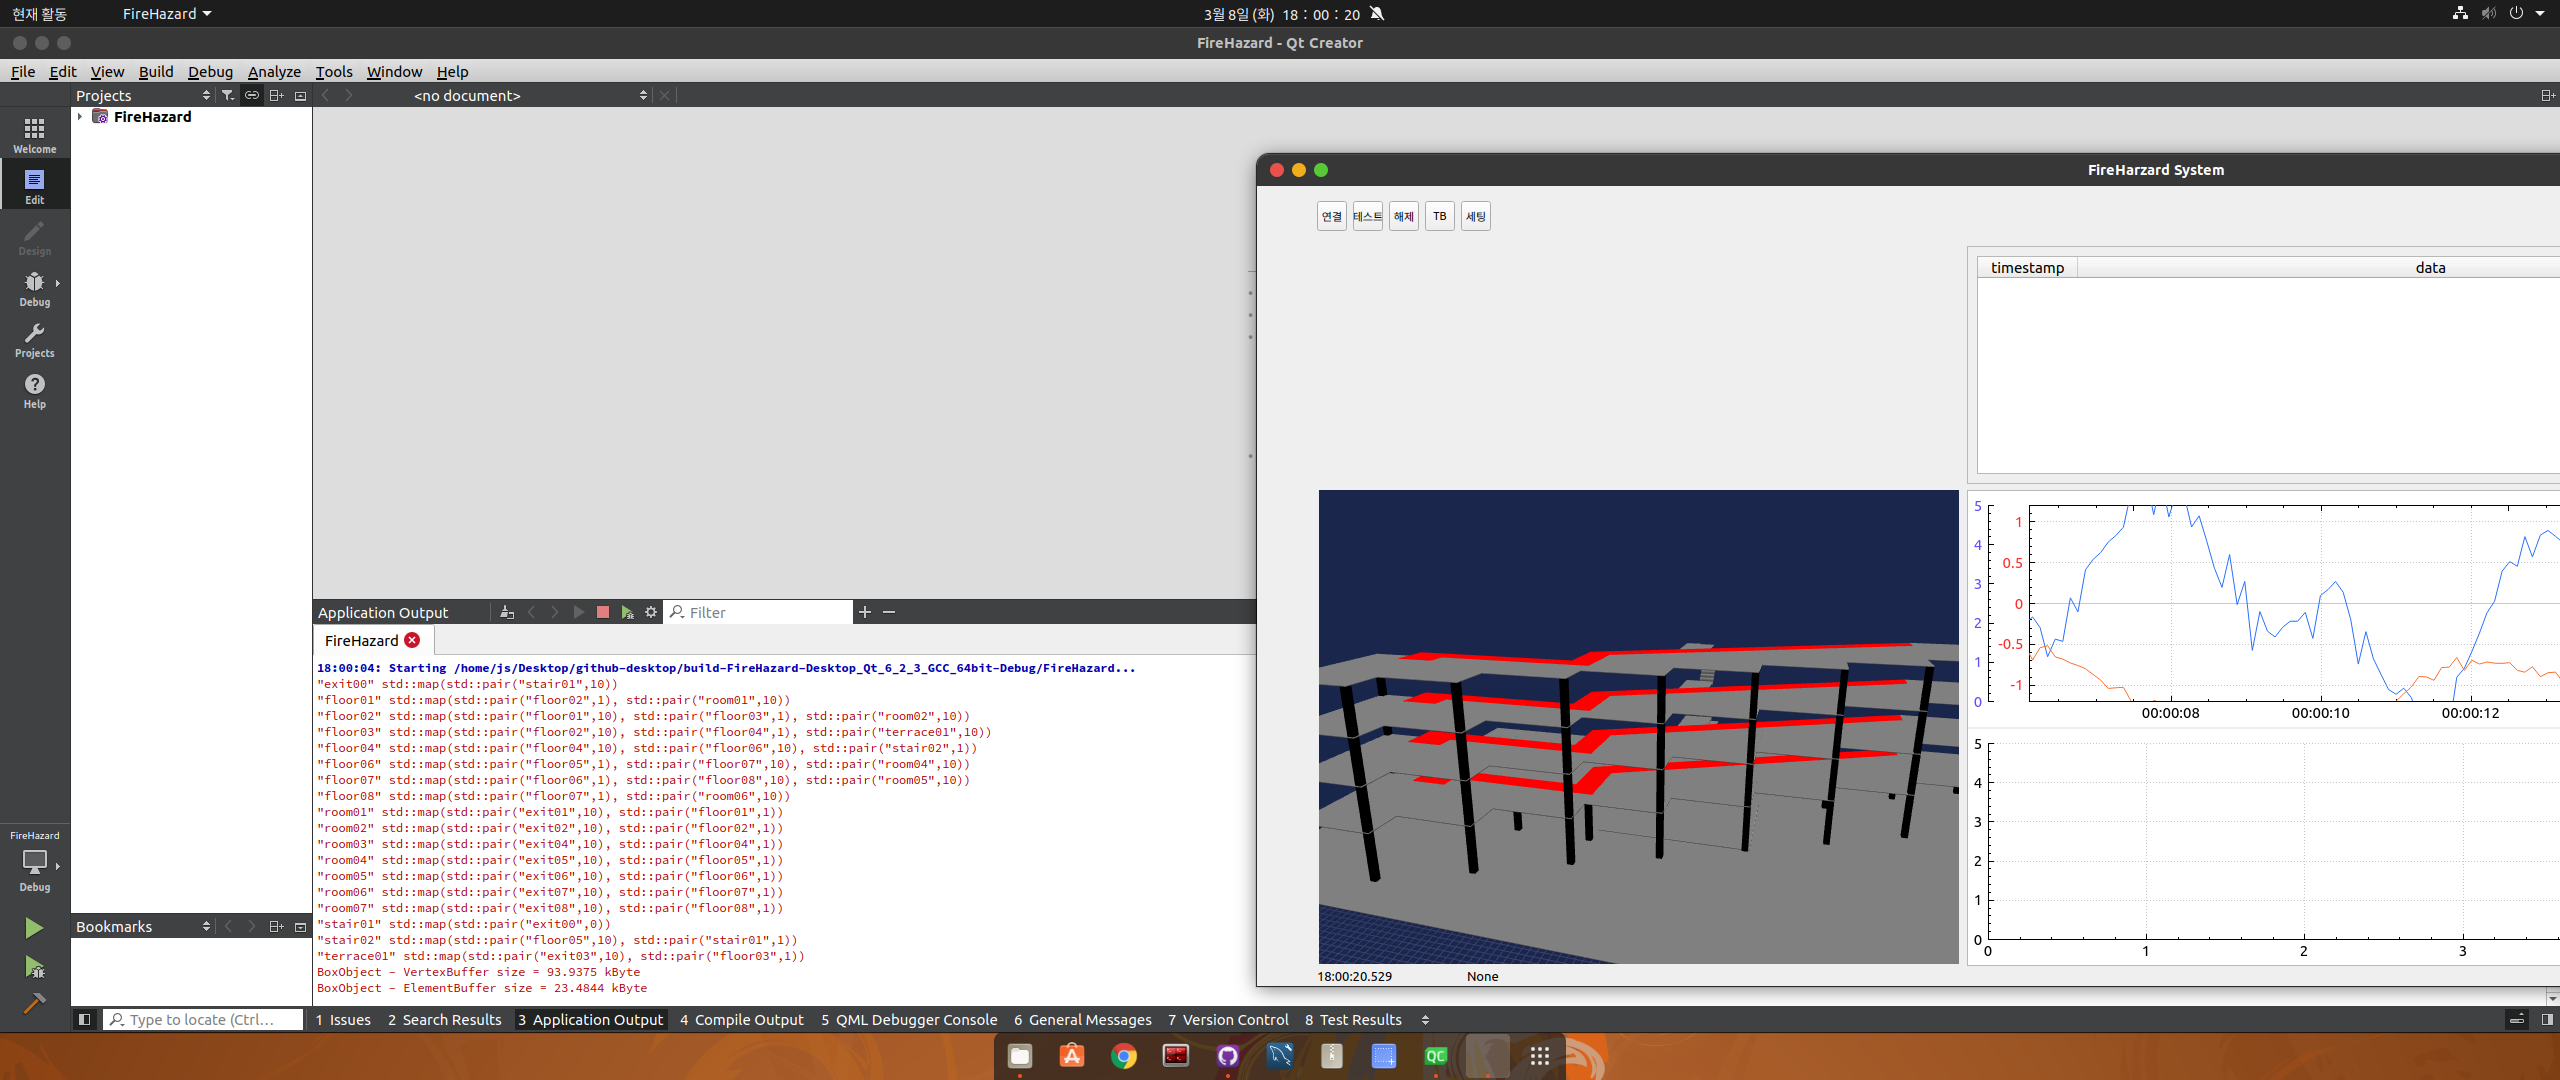 현재 활동
FireHazard
3월 8일 (화) 18 : 00 : 20
FireHazard - Qt Creator
File Edit View Build Debug Analyze Tools Window Help
Projects
<no document>
FireHazard
Welcome
Edit
Design
Debug
Projects
Help
FireHarzard System
연결 테스트 해제 TB 세팅
timestamp data
Application Output
Filter
FireHazard
18:00:04: Starting /home/js/Desktop/github-desktop/build-FireHazard-Desktop_Qt_6_2_3_GCC_64bit-Debug/FireHazard...
"exit00" std::map(std::pair("stair01",10))
"floor01" std::map(std::pair("floor02",1), std::pair("room01",10))
"floor02" std::map(std::pair("floor01",10), std::pair("floor03",1), std::pair("room02",10))
"floor03" std::map(std::pair("floor02",10), std::pair("floor04",1), std::pair("terrace01",10))
"floor04" std::map(std::pair("floor04",10), std::pair("floor06",10), std::pair("stair02",1))
"floor06" std::map(std::pair("floor05",1), std::pair("floor07",10), std::pair("room04",10))
"floor07" std::map(std::pair("floor06",1), std::pair("floor08",10), std::pair("room05",10))
"floor08" std::map(std::pair("floor07",1), std::pair("room06",10))
"room01" std::map(std::pair("exit01",10), std::pair("floor01",1))
"room02" std::map(std::pair("exit02",10), std::pair("floor02",1))
"room03" std::map(std::pair("exit04",10), std::pair("floor04",1))
"room04" std::map(std::pair("exit05",10), std::pair("floor05",1))
"room05" std::map(std::pair("exit06",10), std::pair("floor06",1))
"room06" std::map(std::pair("exit07",10), std::pair("floor07",1))
"room07" std::map(std::pair("exit08",10), std::pair("floor08",1))
"stair01" std::map(std::pair("exit00",0))
"stair02" std::map(std::pair("floor05",10), std::pair("stair01",1))
"terrace01" std::map(std::pair("exit03",10), std::pair("floor03",1))
BoxObject - VertexBuffer size = 93.9375 kByte
BoxObject - ElementBuffer size = 23.4844 kByte
5
4
3
2
1
0
1
0.5
0
-0.5
-1
00:00:08 00:00:10 00:00:12
5
4
3
2
1
0
0 1 2 3
18:00:20.529 None
FireHazard
Debug
Bookmarks
Type to locate (Ctrl...
1 Issues 2 Search Results 3 Application Output 4 Compile Output 5 QML Debugger Console 6 General Messages 7 Version Control 8 Test Results
QC